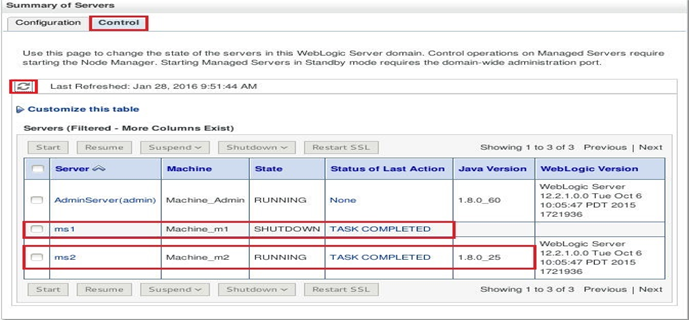 Summary of Servers
Configuration Control
Use this page to change the state of the servers in this WebLogic Server domain. Control operations on Managed Servers require
starting the Node Manager. Starting Managed Servers in Standby mode requires the domain-wide administration port.
Last Refreshed: Jan 28, 2016 9:51:44 AM
Customize this table
Servers (Filtered - More Columns Exist)
Start Resume Suspend Shutdown Restart SSL Showing 1 to 3 of 3 Previous | Next
Server Machine State Status of Last Action Java Version WebLogic Version
AdminServer(admin) Machine_Admin RUNNING None 1.8.0_60 WebLogic Server
12.2.1.0.0 Tue Oct 6
10:05:47 PDT 2015
1721936
ms1 Machine_m1 SHUTDOWN TASK COMPLETED
ms2 Machine_m2 RUNNING TASK COMPLETED 1.8.0_25 WebLogic Server
12.2.1.0.0 Tue Oct 6
10:05:47 PDT 2015
1721936
Start Resume Suspend Shutdown Restart SSL Showing 1 to 3 of 3 Previous | Next